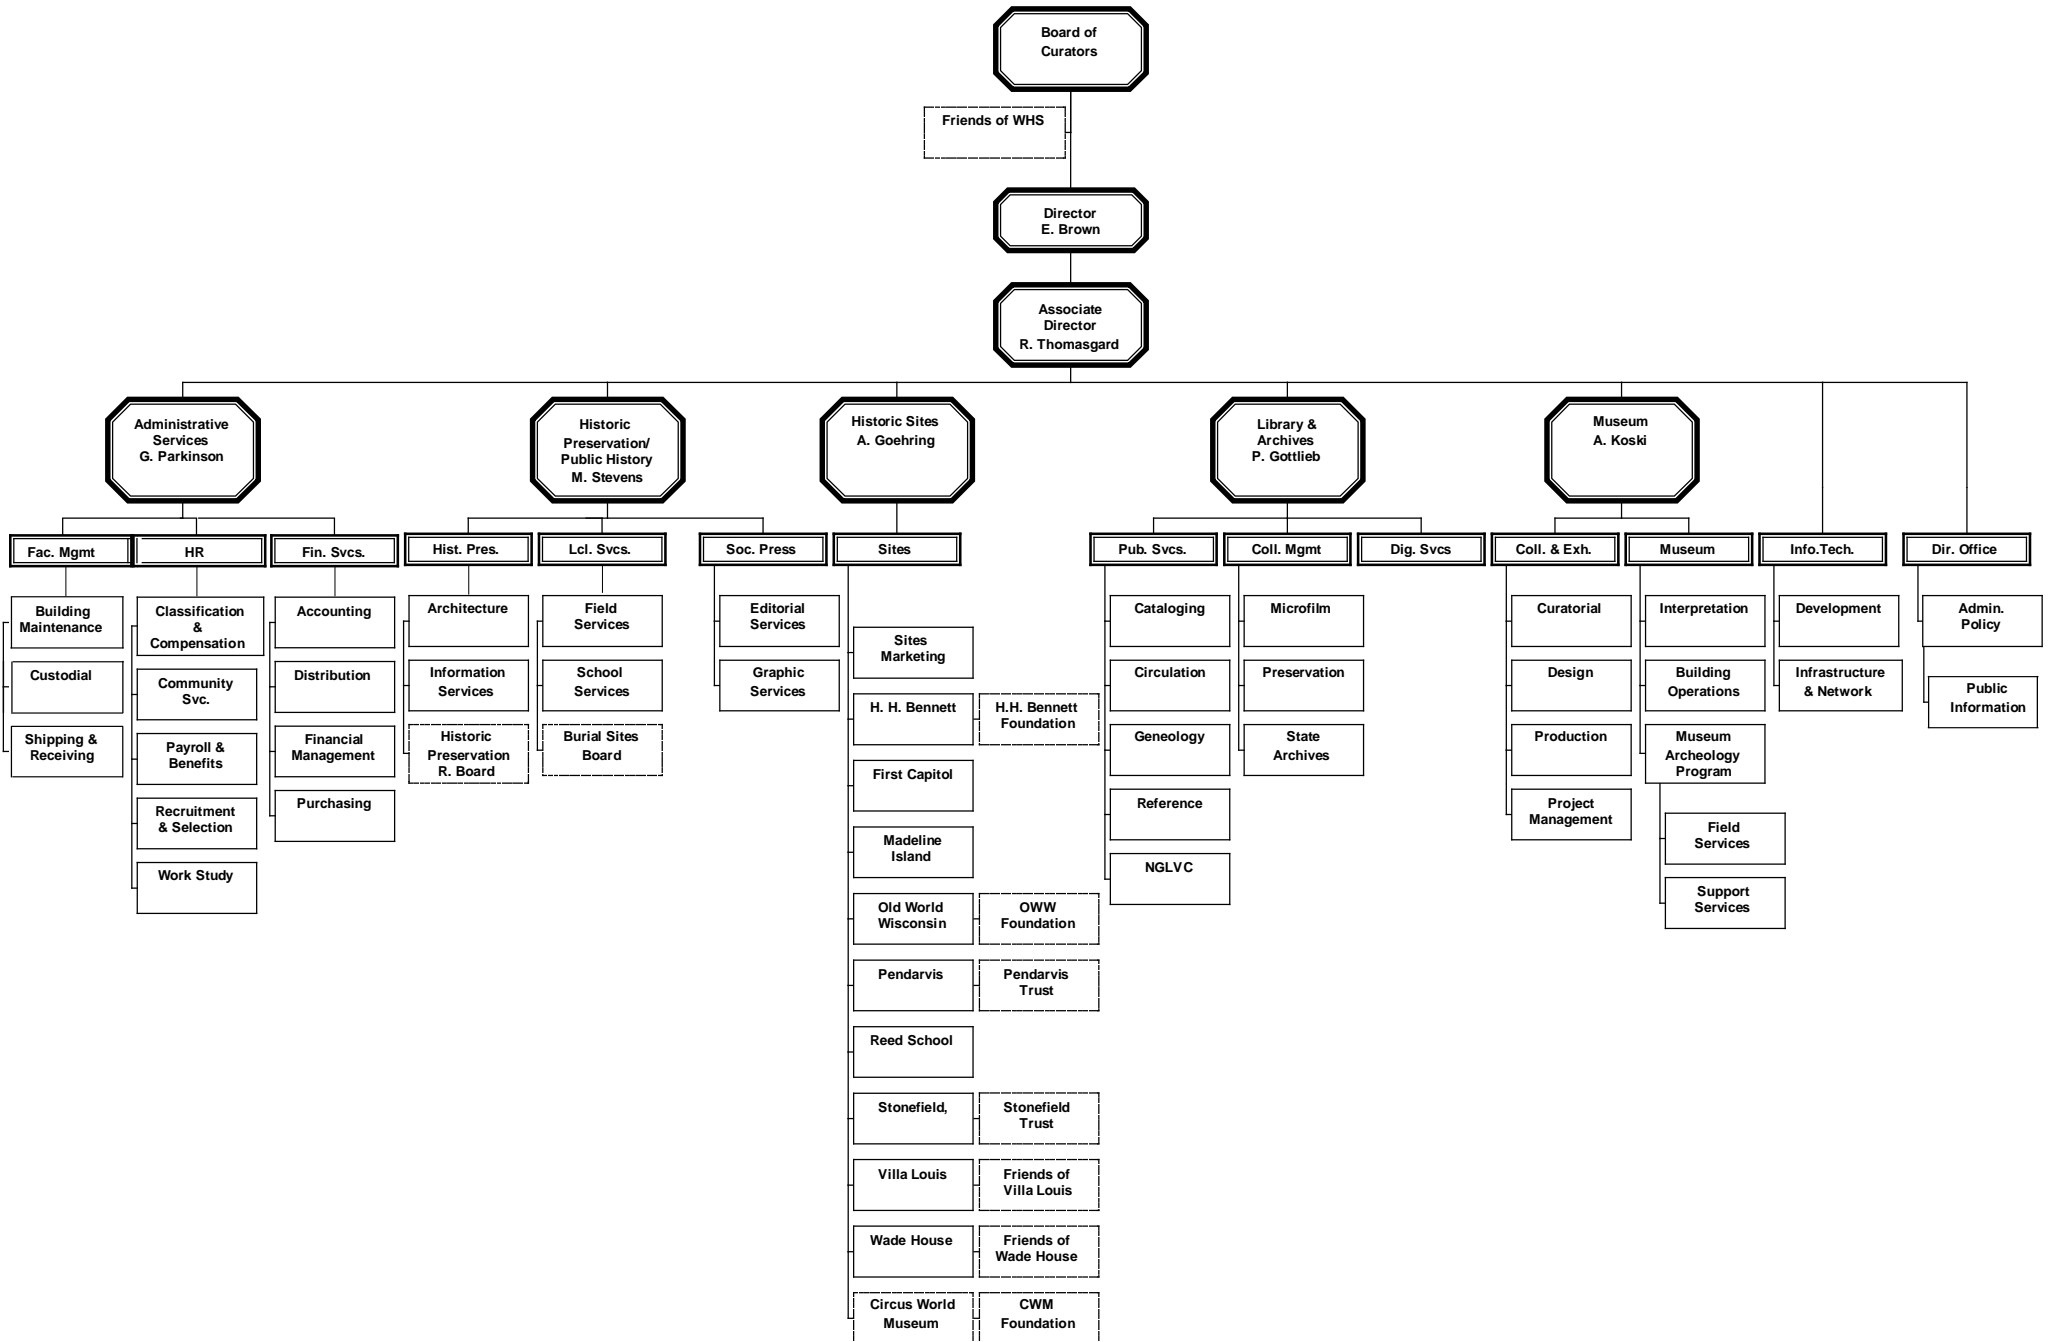 Board of
Curators
Friends of WHS
Director
E. Brown
Associate
Director
R. Thomasgard
Administrative
Services
G. Parkinson
Historic
Preservation/
Public History
M. Stevens
Historic Sites
A. Goehring
Library &
Archives
P. Gottlieb
Museum
A. Koski
Fac. Mgmt
HR
Fin. Svcs.
Hist. Pres.
Lcl. Svcs.
Soc. Press
Sites
Pub. Svcs.
Coll. Mgmt
Dig. Svcs
Coll. & Exh.
Museum
Info.Tech.
Dir. Office
Building
Maintenance
Custodial
Shipping &
Receiving
Classification
&
Compensation
Community
Svc.
Payroll &
Benefits
Recruitment
& Selection
Work Study
Accounting
Distribution
Financial
Management
Purchasing
Architecture
Information
Services
Historic
Preservation
R. Board
Field
Services
School
Services
Burial Sites
Board
Editorial
Services
Graphic
Services
Sites
Marketing
H. H. Bennett
H.H. Bennett
Foundation
First Capitol
Madeline
Island
Old World
Wisconsin
OWW
Foundation
Pendarvis
Pendarvis
Trust
Reed School
Stonefield,
Stonefield
Trust
Villa Louis
Friends of
Villa Louis
Wade House
Friends of
Wade House
Circus World
Museum
CWM
Foundation
Cataloging
Circulation
Geneology
Reference
NGLVC
Microfilm
Preservation
State
Archives
Curatorial
Design
Production
Project
Management
Interpretation
Building
Operations
Museum
Archeology
Program
Field
Services
Support
Services
Development
Infrastructure
& Network
Admin.
Policy
Public
Information